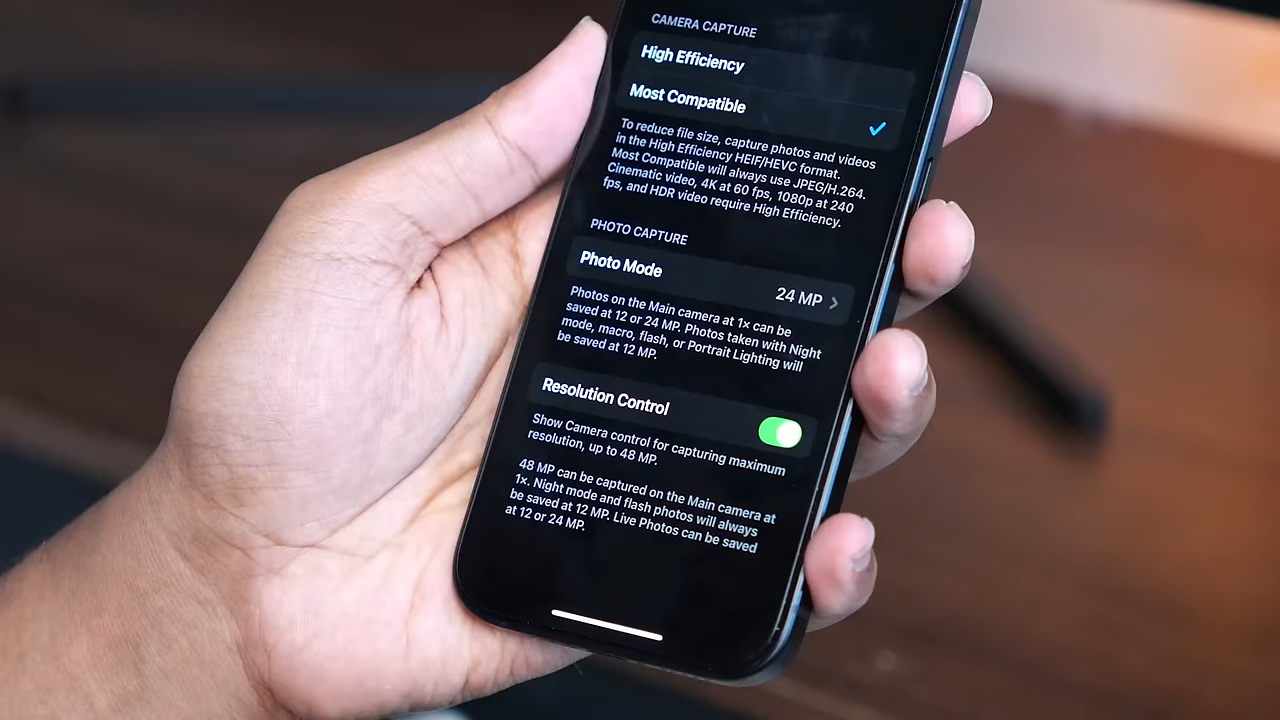 CAMERA CAPTURE
High Efficiency
Most Compatible
To reduce file size, capture photos and videos
in the High Efficiency HEIF/HEVC format.
Most Compatible will always use JPEG/H.264.
Cinematic video, 4K at 60 fps, 1080p at 240
fps, and HDR video require High Efficiency.
PHOTO CAPTURE
Photo Mode
24 MP
Photos on the Main camera at 1x can be
saved at 12 or 24 MP. Photos taken with Night
mode, macro, flash, or Portrait Lighting will
be saved at 12 MP.
Resolution Control
Show Camera control for capturing maximum
resolution, up to 48 MP.
48 MP can be captured on the Main camera at
1x. Night mode and flash photos will always
be saved at 12 MP. Live Photos can be saved
at 12 or 24 MP.